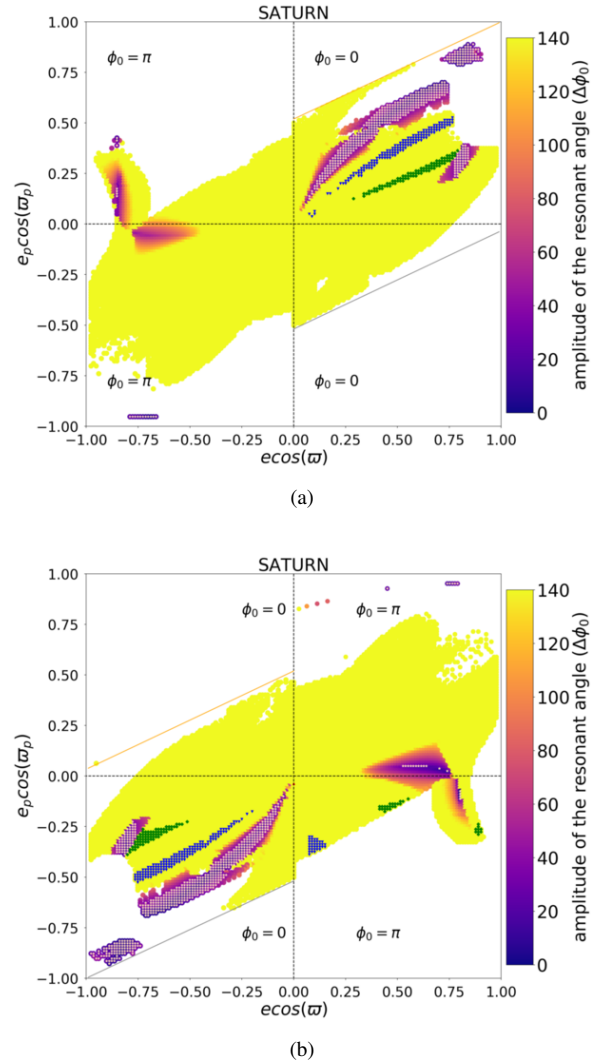 SATURN
1.00
0.75
0.50
0.25
0.00
−0.25
−0.50
−0.75
−1.00
e_p cos(ϖ_p)
ϕ₀ = π
ϕ₀ = 0
ϕ₀ = π
ϕ₀ = 0
−1.00 −0.75 −0.50 −0.25 0.00 0.25 0.50 0.75 1.00
ecos(ϖ)
140
120
100
80
60
40
20
0
amplitude of the resonant angle (Δϕ₀)
(a)
SATURN
1.00
0.75
0.50
0.25
0.00
−0.25
−0.50
−0.75
−1.00
e_p cos(ϖ_p)
ϕ₀ = 0
ϕ₀ = π
ϕ₀ = 0
ϕ₀ = π
−1.00 −0.75 −0.50 −0.25 0.00 0.25 0.50 0.75 1.00
ecos(ϖ)
140
120
100
80
60
40
20
0
amplitude of the resonant angle (Δϕ₀)
(b)